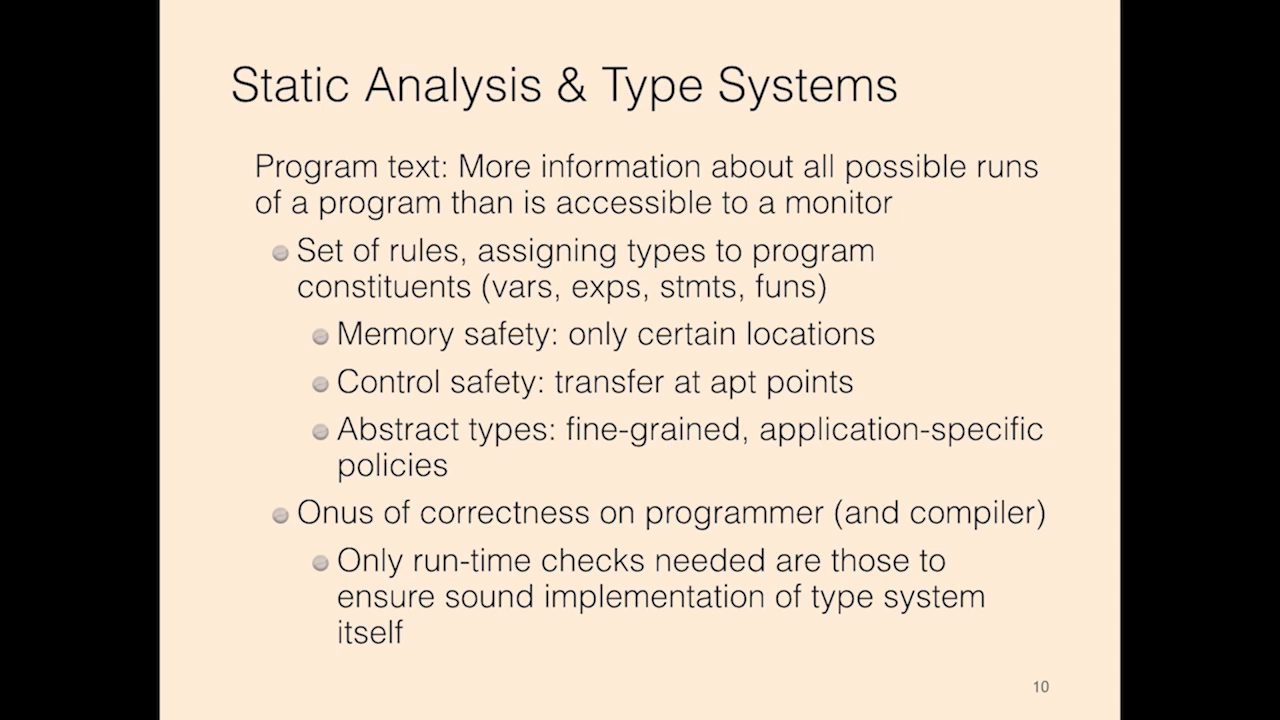 Static Analysis & Type Systems
Program text: More information about all possible runs
of a program than is accessible to a monitor
Set of rules, assigning types to program
constituents (vars, exps, stmts, funs)
Memory safety: only certain locations
Control safety: transfer at apt points
Abstract types: fine-grained, application-specific
policies
Onus of correctness on programmer (and compiler)
Only run-time checks needed are those to
ensure sound implementation of type system
itself
10